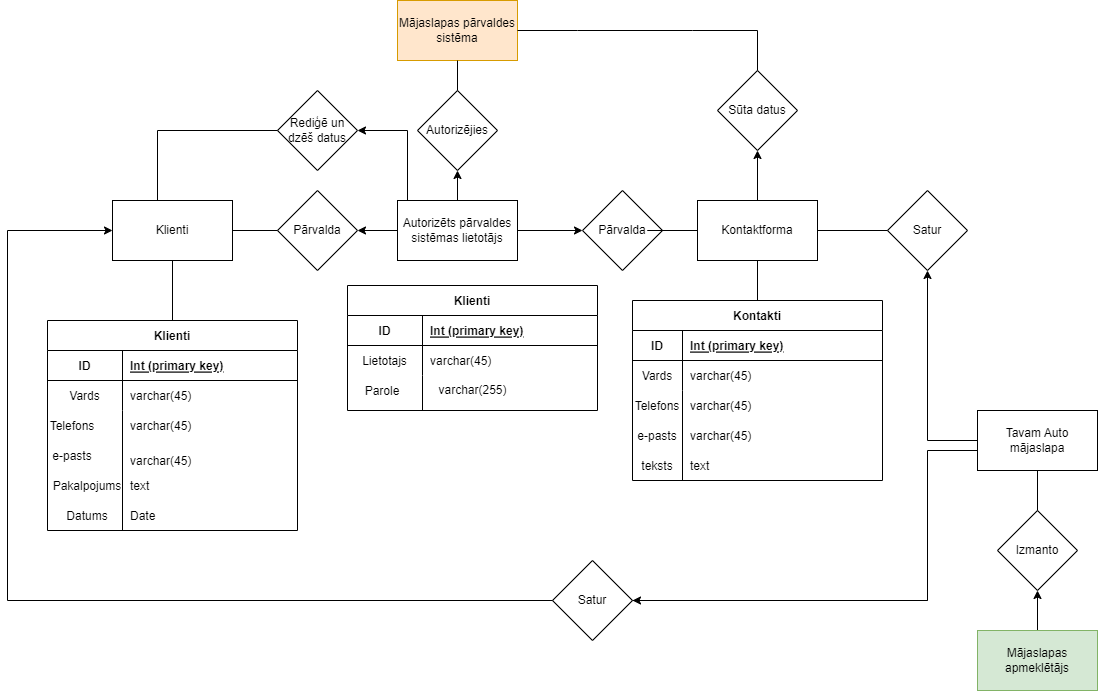 Mājaslapas pārvaldes
sistēma
Rediģē un
dzēš datus
Autorizējies
Sūta datus
Klienti
Pārvalda
Autorizēts pārvaldes
sistēmas lietotājs
Pārvalda
Kontaktforma
Satur
Klienti
ID Int (primary key)
Vards varchar(45)
Telefons varchar(45)
e-pasts varchar(45)
Pakalpojums text
Datums Date
Klienti
ID Int (primary key)
Lietotajs varchar(45)
Parole varchar(255)
Kontakti
ID Int (primary key)
Vards varchar(45)
Telefons varchar(45)
e-pasts varchar(45)
teksts text
Tavam Auto
mājaslapa
Izmanto
Satur
Mājaslapas
apmeklētājs